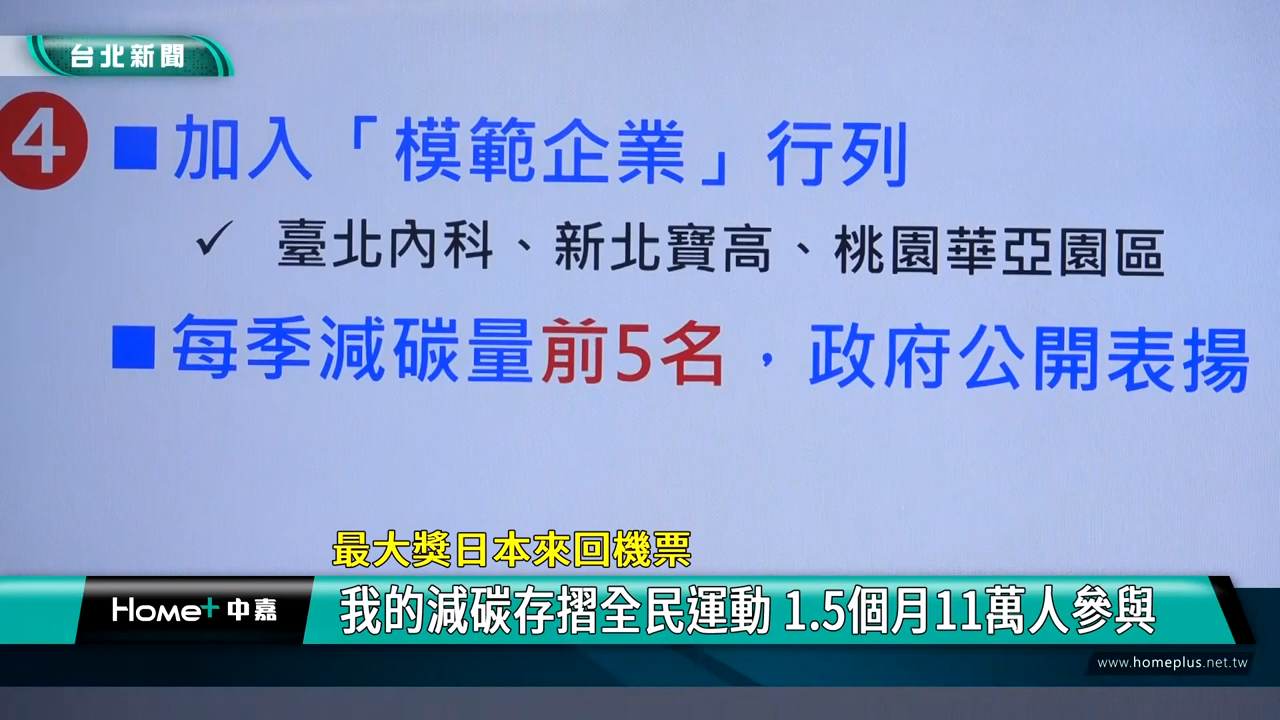 台北新聞
4
■加入「模範企業」行列
✓ 臺北內科、新北寶高、桃園華亞園區
■每季減碳量前5名,政府公開表揚
最大獎日本來回機票
Home+中嘉
我的減碳存摺全民運動 1.5個月11萬人參與
www.homeplus.net.tw